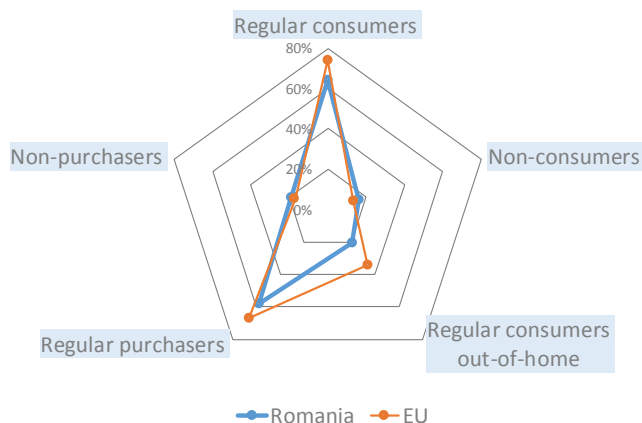 Regular consumers
80%
60%
40%
20%
0%
Non-purchasers
Non-consumers
Regular purchasers
Regular consumers
out-of-home
Romania
EU